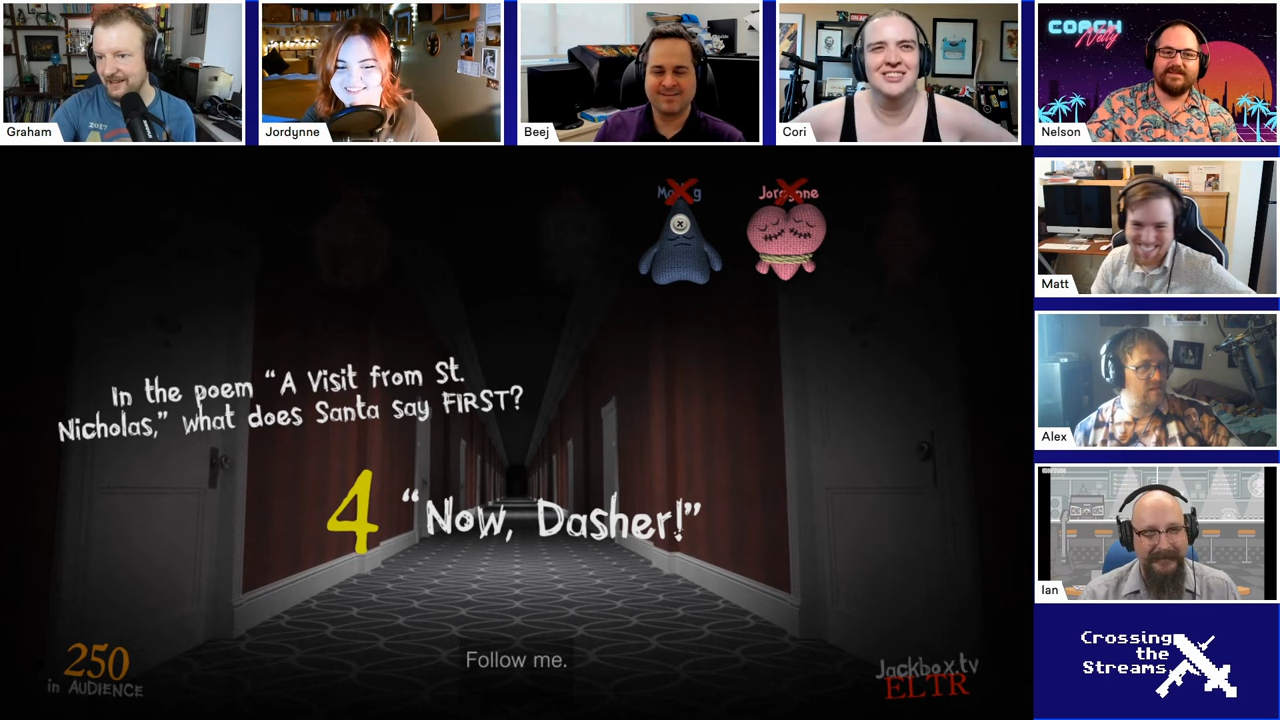 COACH
Nelly
2017
Graham
Jordynne
Beej
Cori
Nelson
Matt
Alex
Ian
Jordynne
In the poem “A Visit from St.
Nicholas,” what does Santa say FIRST?
4 “Now, Dasher!”
250
in AUDIENCE
Follow me.
Jackbox.tv
ELTR
Crossing
the
Streams